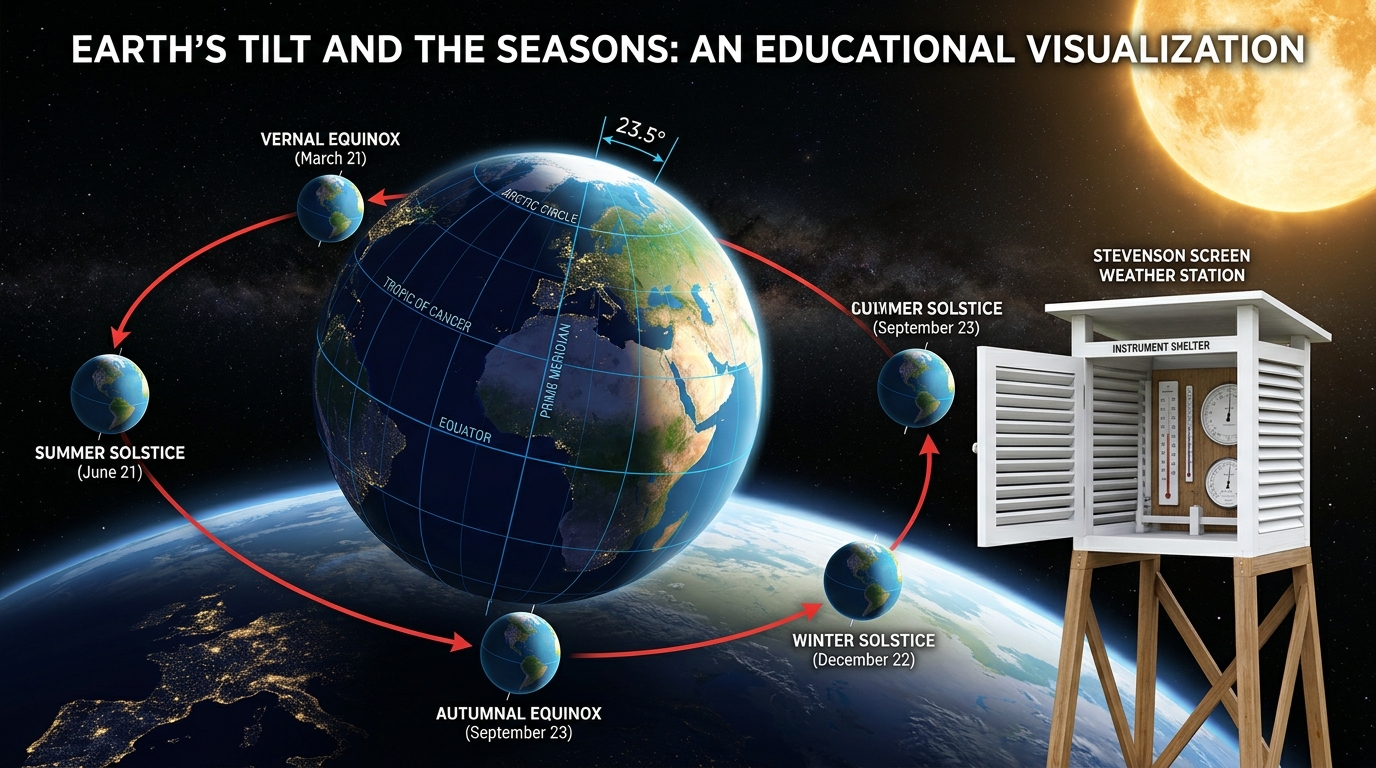 EARTH'S TILT AND THE SEASONS: AN EDUCATIONAL VISUALIZATION
23.5°
VERNAL EQUINOX
(March 21)
ARCTIC CIRCLE
TROPIC OF CANCER
PRIME MERIDIAN
EQUATOR
STEVENSON SCREEN
WEATHER STATION
INSTRUMENT SHELTER
CUMMER SOLSTICE
(September 23)
SUMMER SOLSTICE
(June 21)
WINTER SOLSTICE
(December 22)
AUTUMNAL EQUINOX
(September 23)